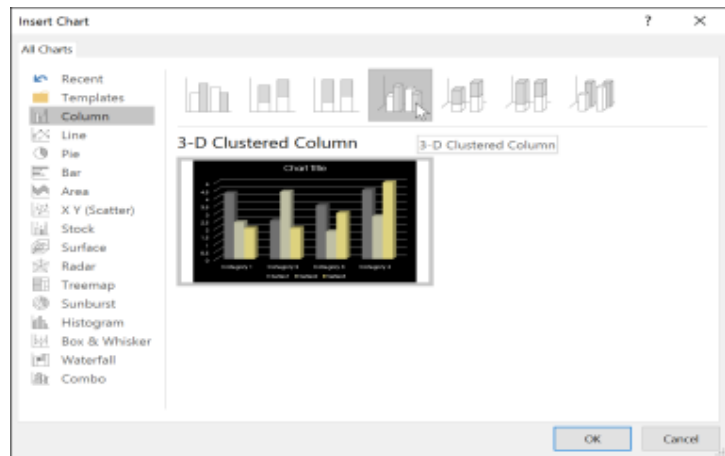 Insert Chart
?
All Charts
Recent
Templates
Column
Line
Pie
Bar
Area
X Y (Scatter)
Stock
Surface
Radar
Treemap
Sunburst
Histogram
Box & Whisker
Waterfall
Combo
3-D Clustered Column
3-D Clustered Column
Chart Title
OK
Cancel